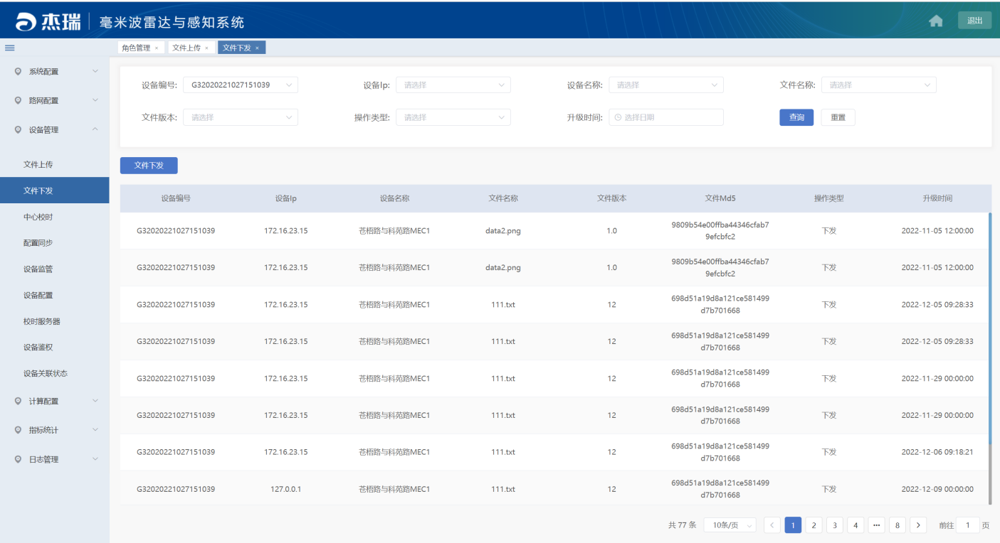 杰瑞 毫米波雷达与感知系统 退出
角色管理 × 文件上传 × 文件下发 ×
系统配置
路网配置
设备管理
文件上传
文件下发
中心校时
配置同步
设备监管
设备配置
校时服务器
设备鉴权
设备关联状态
计算配置
指标统计
日志管理
设备编号: G32020221027151039 设备Ip: 请选择 设备名称: 请选择 文件名称: 请选择
文件版本: 请选择 操作类型: 请选择 升级时间: 选择日期 查询 重置
文件下发
设备编号 设备Ip 设备名称 文件名称 文件版本 文件Md5 操作类型 升级时间
G32020221027151039 172.16.23.15 苍梧路与科苑路MEC1 data2.png 1.0 9809b54e00ffba44346cfab7 下发 2022-11-05 12:00:00
9efcbfc2
G32020221027151039 172.16.23.15 苍梧路与科苑路MEC1 data2.png 1.0 9809b54e00ffba44346cfab7 下发 2022-11-05 12:00:00
9efcbfc2
G32020221027151039 172.16.23.15 苍梧路与科苑路MEC1 111.txt 12 698d51a19d8a121ce581499 下发 2022-12-05 09:28:33
d7b701668
G32020221027151039 172.16.23.15 苍梧路与科苑路MEC1 111.txt 12 698d51a19d8a121ce581499 下发 2022-12-05 09:28:33
d7b701668
G32020221027151039 172.16.23.15 苍梧路与科苑路MEC1 111.txt 12 698d51a19d8a121ce581499 下发 2022-11-29 00:00:00
d7b701668
G32020221027151039 172.16.23.15 苍梧路与科苑路MEC1 111.txt 12 698d51a19d8a121ce581499 下发 2022-11-29 00:00:00
d7b701668
G32020221027151039 172.16.23.15 苍梧路与科苑路MEC1 111.txt 12 698d51a19d8a121ce581499 下发 2022-12-06 09:18:21
d7b701668
G32020221027151039 127.0.0.1 苍梧路与科苑路MEC1 111.txt 12 698d51a19d8a121ce581499 下发 2022-12-09 00:00:00
d7b701668
共 77 条 10条/页 < 1 2 3 4 ··· 8 > 前往 1 页